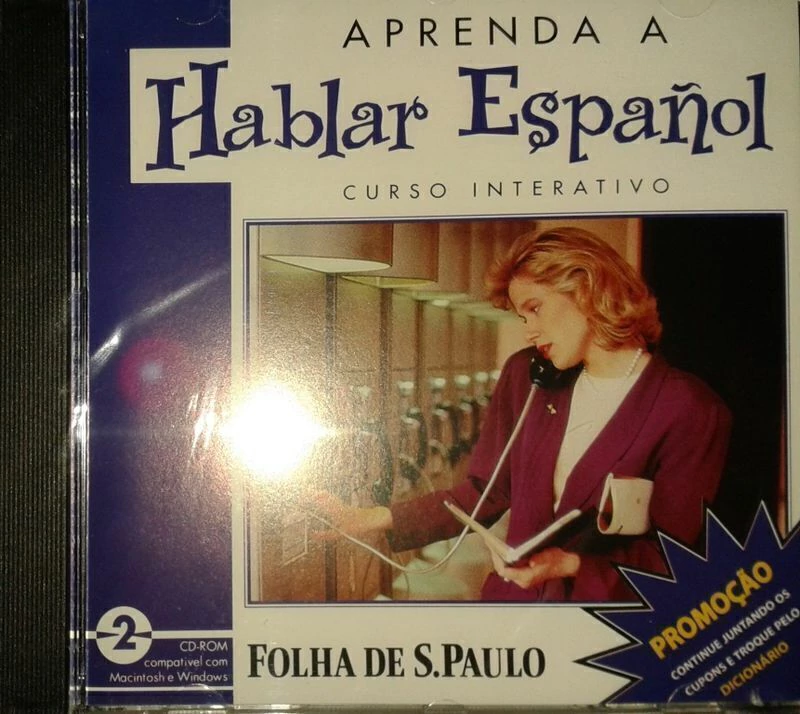 APRENDA A
Hablar Español
CURSO INTERATIVO
PROMOÇÃO
CONTINUE JUNTANDO OS
CUPONS E TROQUE PELO
DICIONÁRIO
2
CD-ROM
compatível com
Macintosh e Windows
FOLHA DE S.PAULO